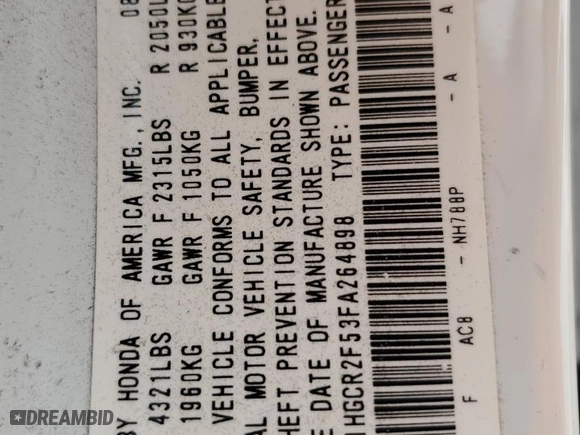 BY HONDA OF AMERICA MFG., INC. 08
4321LBS GAWR F 2315LBS R 2050L
1960KG GAWR F 1050KG R 930KG
VEHICLE CONFORMS TO ALL APPLICABLE
AL MOTOR VEHICLE SAFETY, BUMPER,
HEFT PREVENTION STANDARDS IN EFFECT
E DATE OF MANUFACTURE SHOWN ABOVE.
1HGCR2F53FA264898 TYPE: PASSENGER
F AC8 - NH788P - A - A
DREAMBID